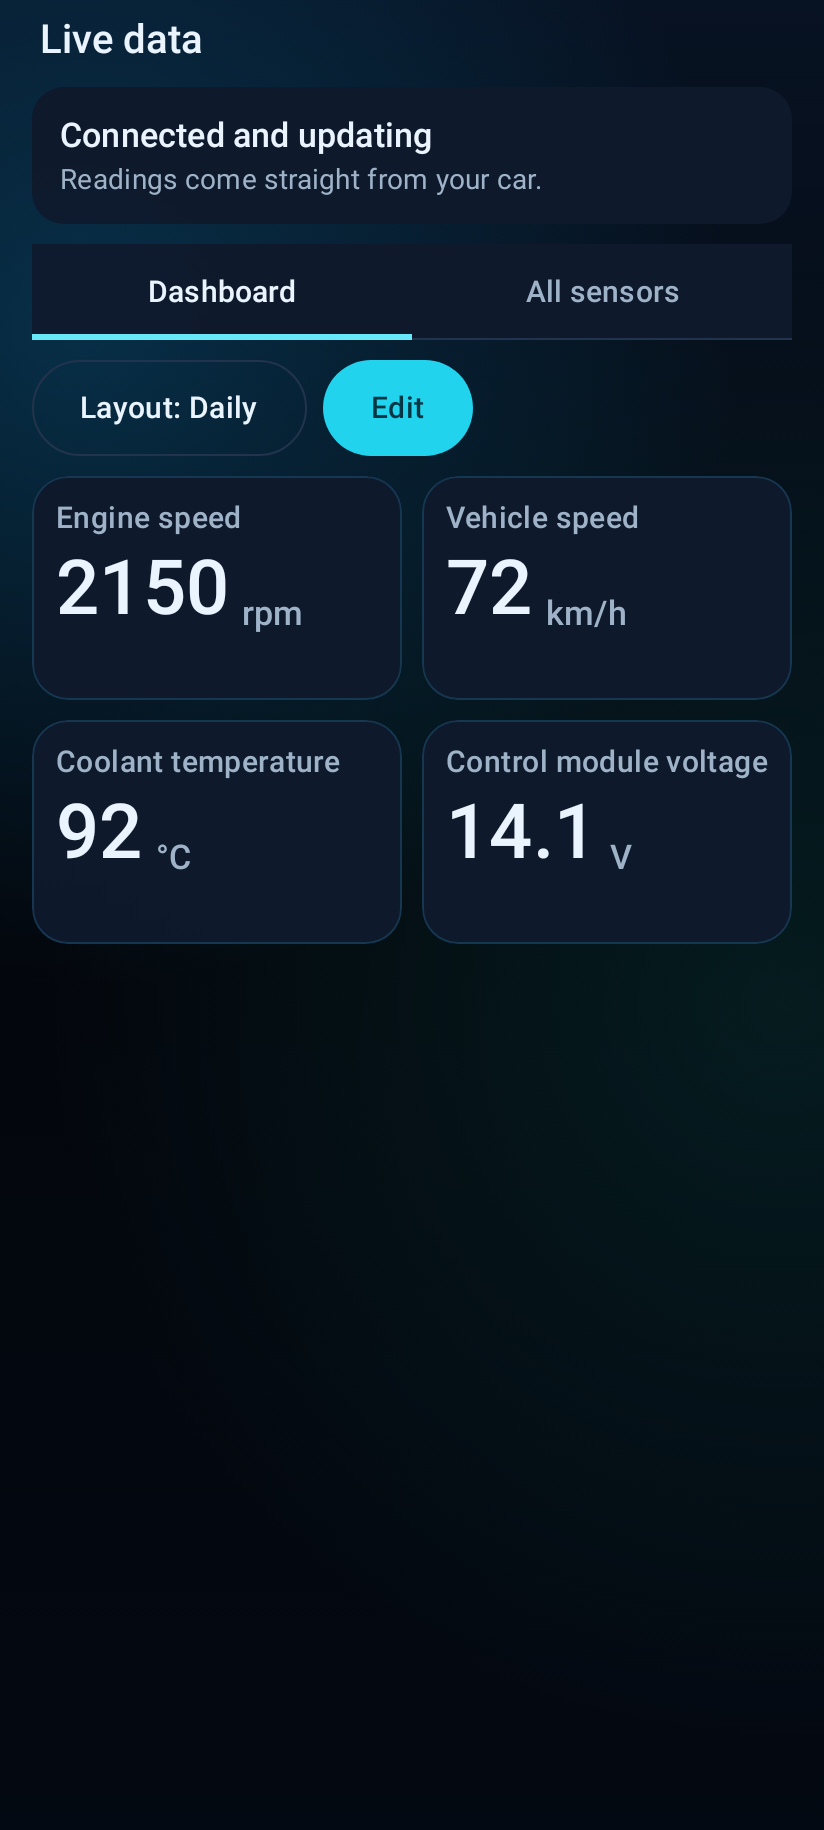 Live data
Connected and updating
Readings come straight from your car.
Dashboard
All sensors
Layout: Daily
Edit
Engine speed
2150 rpm
Vehicle speed
72 km/h
Coolant temperature
92 °C
Control module voltage
14.1 V